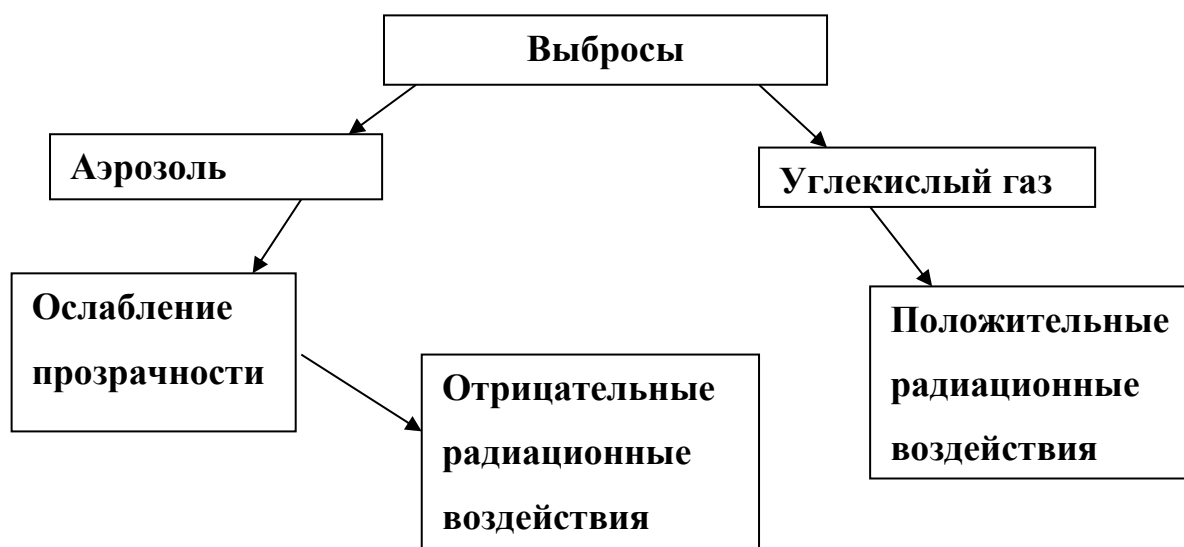 Выбросы
Аэрозоль
Углекислый газ
Ослабление
прозрачности
Отрицательные
радиационные
воздействия
Положительные
радиационные
воздействия